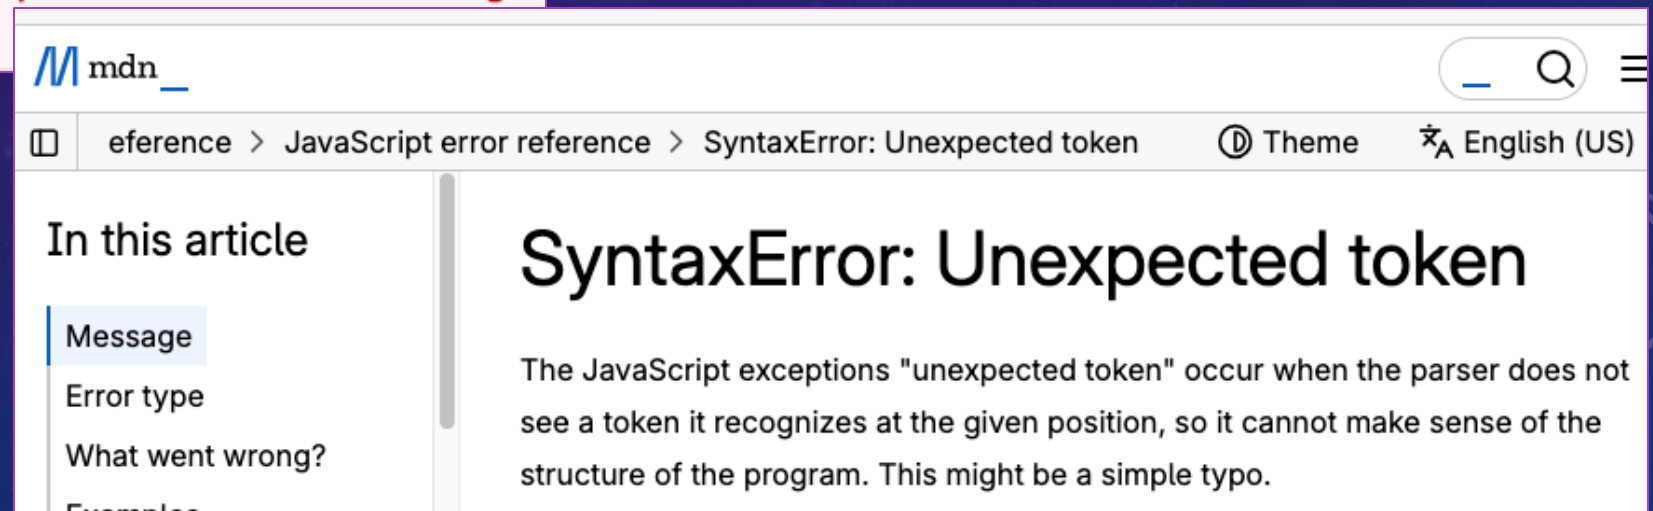 mdn_
eference > JavaScript error reference > SyntaxError: Unexpected token
Theme
English (US)
In this article
Message
Error type
What went wrong?
Examples
SyntaxError: Unexpected token
The JavaScript exceptions "unexpected token" occur when the parser does not
see a token it recognizes at the given position, so it cannot make sense of the
structure of the program. This might be a simple typo.